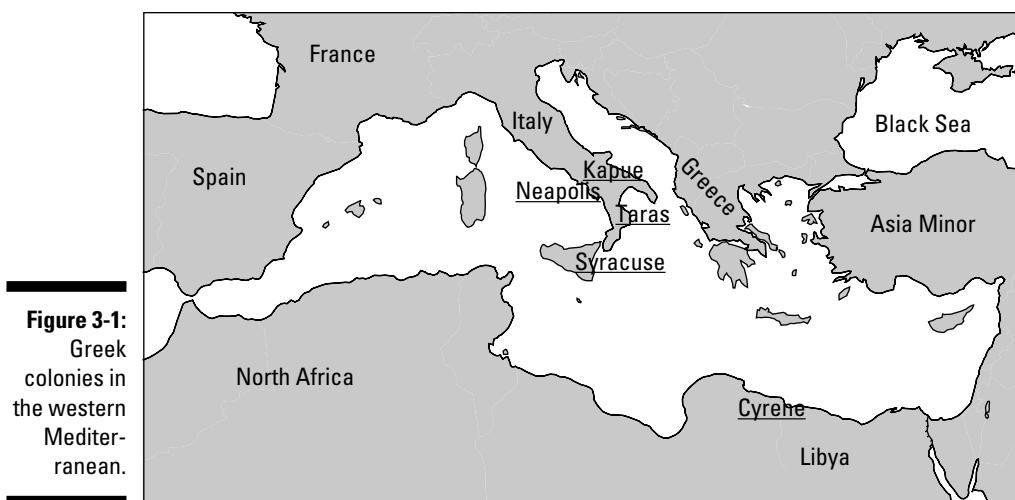 France
Italy
Black Sea
Kapue
Spain
Greece
Neapolis
Taras
Asia Minor
Syracuse
North Africa
Cyrene
Libya
Figure 3-1:
Greek
colonies in
the western
Mediter-
ranean.